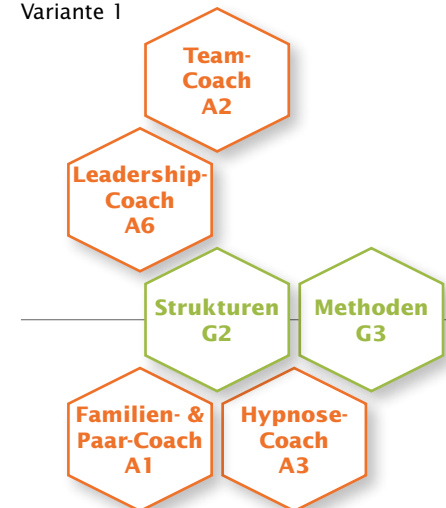 Variante 1
Team-
Coach
A2
Leadership-
Coach
A6
Strukturen
G2
Methoden
G3
Familien- &
Paar-Coach
A1
Hypnose-
Coach
A3